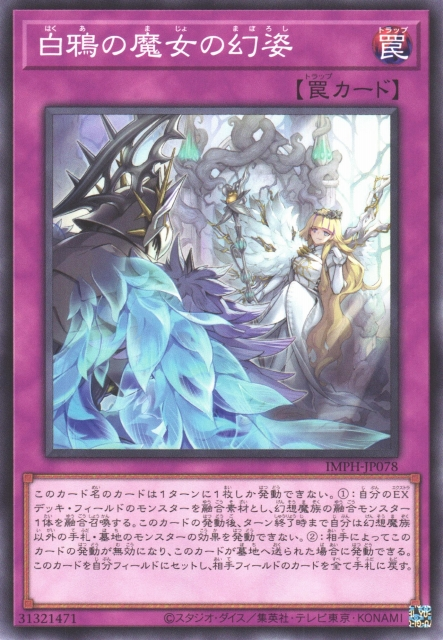 白鴉の魔女の幻姿
罠
【罠カード】
IMPH-JP078
このカード名のカードは1ターンに1枚しか発動できない。①：自分のEX
デッキ・フィールドのモンスターを融合素材とし、幻想魔族の融合モンスター
1体を融合召喚する。このカードの発動後、ターン終了時まで自分は幻想魔族
以外の手札・墓地のモンスターの効果を発動できない。②：相手によってこの
カードの発動が無効になり、このカードが墓地へ送られた場合に発動できる。
このカードを自分フィールドにセットし、相手フィールドのカードを全て手札に戻す。
31321471
©スタジオ・ダイス／集英社・テレビ東京・KONAMI